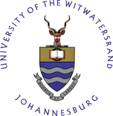 UNIVERSITY OF THE WITWATERSRAND
JOHANNESBURG